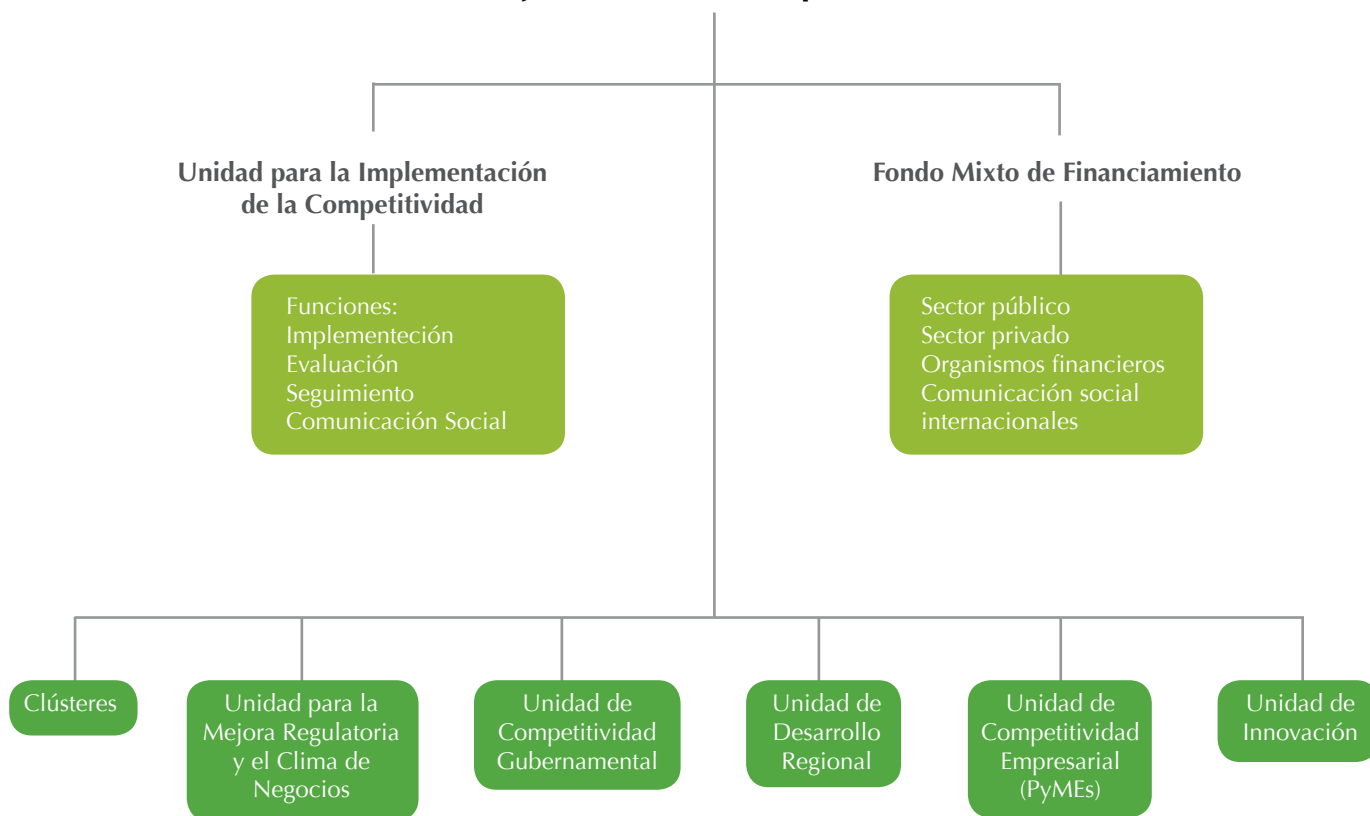 Unidad para la Implementación
de la Competitividad
Fondo Mixto de Financiamiento
Funciones:
Implementeción
Evaluación
Seguimiento
Comunicación Social
Sector público
Sector privado
Organismos financieros
Comunicación social
internacionales
Clústeres
Unidad para la
Mejora Regulatoria
y el Clima de
Negocios
Unidad de
Competitividad
Gubernamental
Unidad de
Desarrollo
Regional
Unidad de
Competitividad
Empresarial
(PyMEs)
Unidad de
Innovación